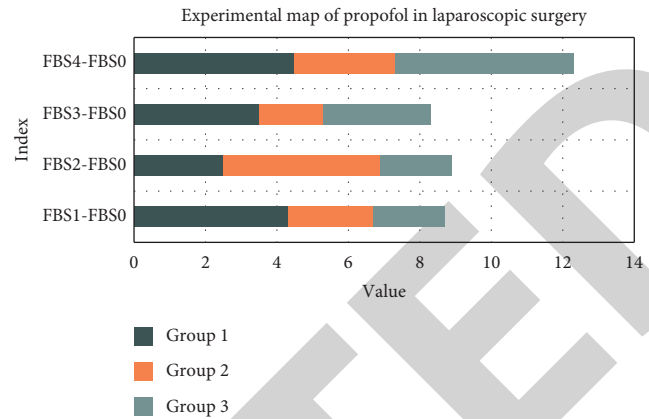 Experimental map of propofol in laparoscopic surgery
FBS4-FBS0
FBS3-FBS0
FBS2-FBS0
FBS1-FBS0
Index
0 2 4 6 8 10 12 14
Value
Group 1
Group 2
Group 3